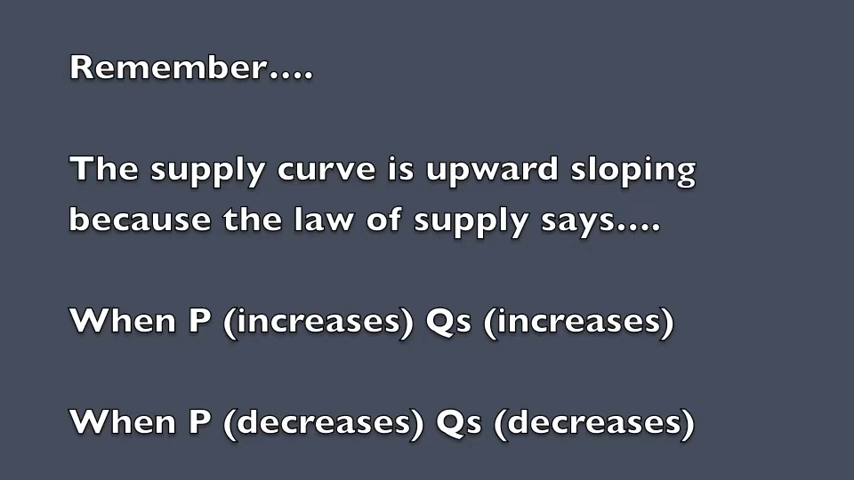 Remember....
The supply curve is upward sloping
because the law of supply says....
When P (increases) Qs (increases)
When P (decreases) Qs (decreases)